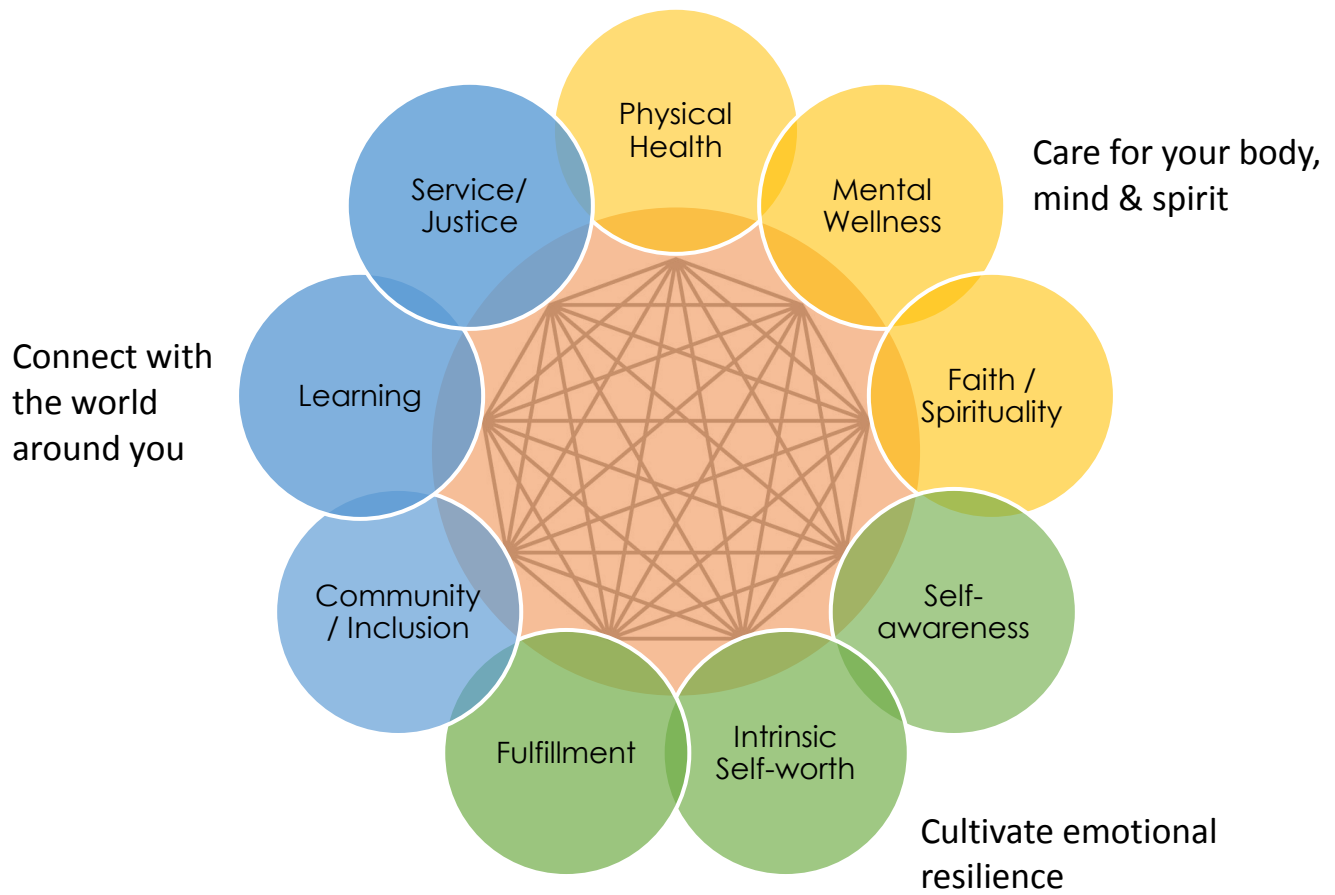 Physical
Health
Mental
Wellness
Care for your body,
mind & spirit
Faith /
Spirituality
Self-
awareness
Intrinsic
Self-worth
Cultivate emotional
resilience
Fulfillment
Community
/ Inclusion
Learning
Connect with
the world
around you
Service/
Justice